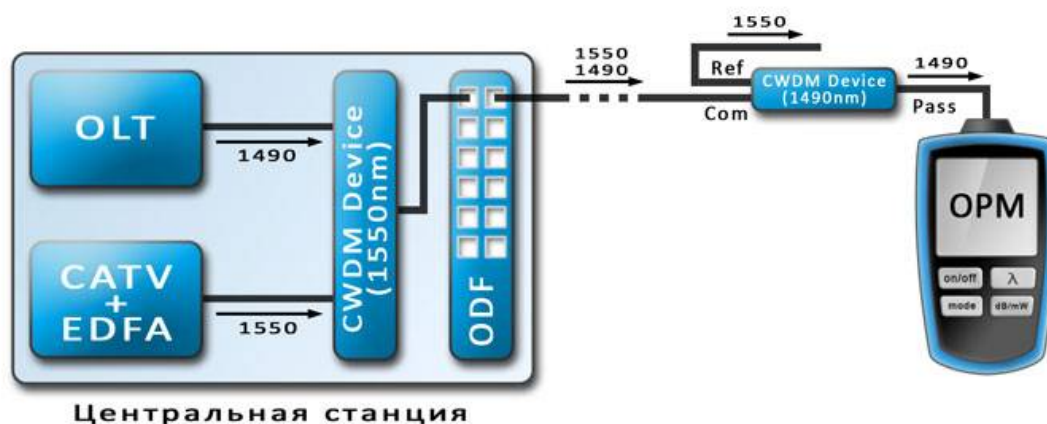 OLT
1490
CATV
+
EDFA
1550
CWDM Device
(1550nm)
ODF
Центральная станция
1550
1490
1550
Ref
Com
CWDM Device
(1490nm)
1490
Pass
OPM
on/off
λ
mode
dB/mW